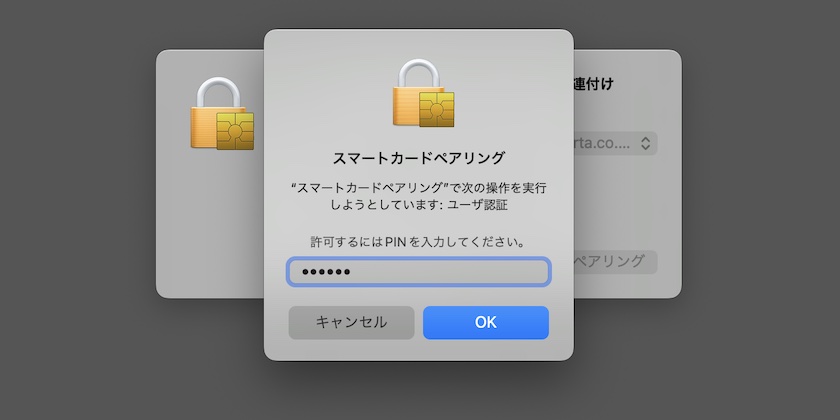 スマートカードペアリング
“スマートカードペアリング”で次の操作を実行
しようとしています: ユーザ認証
許可するにはPINを入力してください。
••••••
キャンセル
OK
連付け
rta.co....
ペアリング